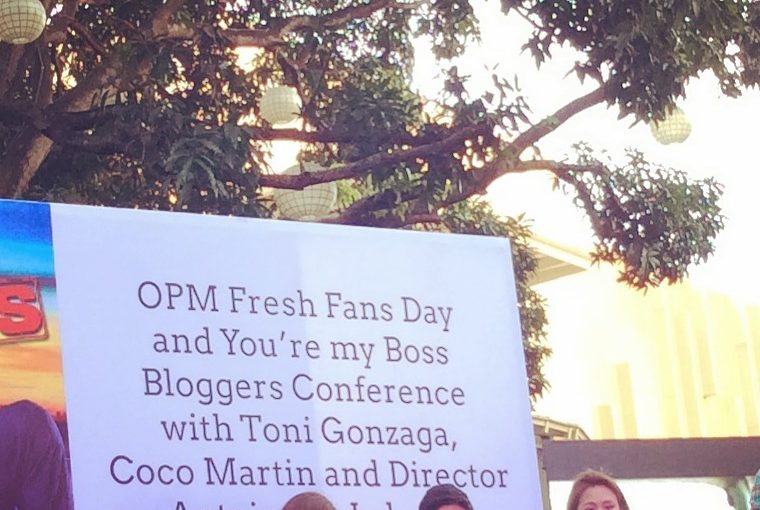 S
OPM Fresh Fans Day
and You're my Boss
Bloggers Conference
with Toni Gonzaga,
Coco Martin and Director